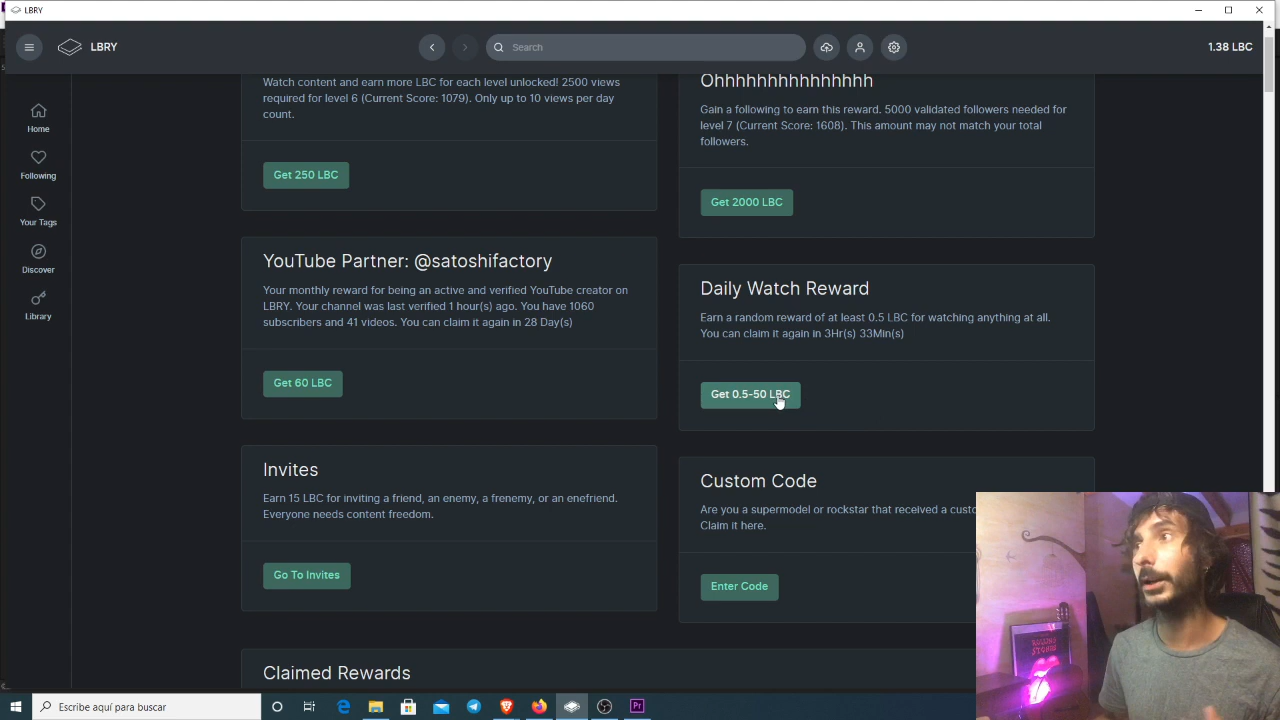 LBRY
LBRY
Search
1.38 LBC
Home
Following
Your Tags
Discover
Library
Watch content and earn more LBC for each level unlocked! 2500 views
required for level 6 (Current Score: 1079). Only up to 10 views per day
count.
Get 250 LBC
Ohhhhhhhhhhhhhhh
Gain a following to earn this reward. 5000 validated followers needed for
level 7 (Current Score: 1608). This amount may not match your total
followers.
Get 2000 LBC
YouTube Partner: @satoshifactory
Your monthly reward for being an active and verified YouTube creator on
LBRY. Your channel was last verified 1 hour(s) ago. You have 1060
subscribers and 41 videos. You can claim it again in 28 Day(s)
Get 60 LBC
Daily Watch Reward
Earn a random reward of at least 0.5 LBC for watching anything at all.
You can claim it again in 3Hr(s) 33Min(s)
Get 0.5-50 LBC
Invites
Earn 15 LBC for inviting a friend, an enemy, a frenemy, or an enefriend.
Everyone needs content freedom.
Go To Invites
Custom Code
Are you a supermodel or rockstar that received a
Claim it here.
Enter Code
Claimed Rewards
Escribe aquí para buscar